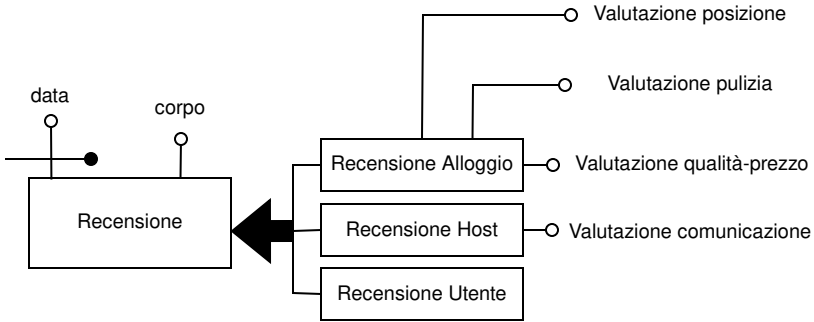 Valutazione posizione
Valutazione pulizia
data
corpo
Recensione Alloggio
Valutazione qualità-prezzo
Recensione
Recensione Host
Valutazione comunicazione
Recensione Utente